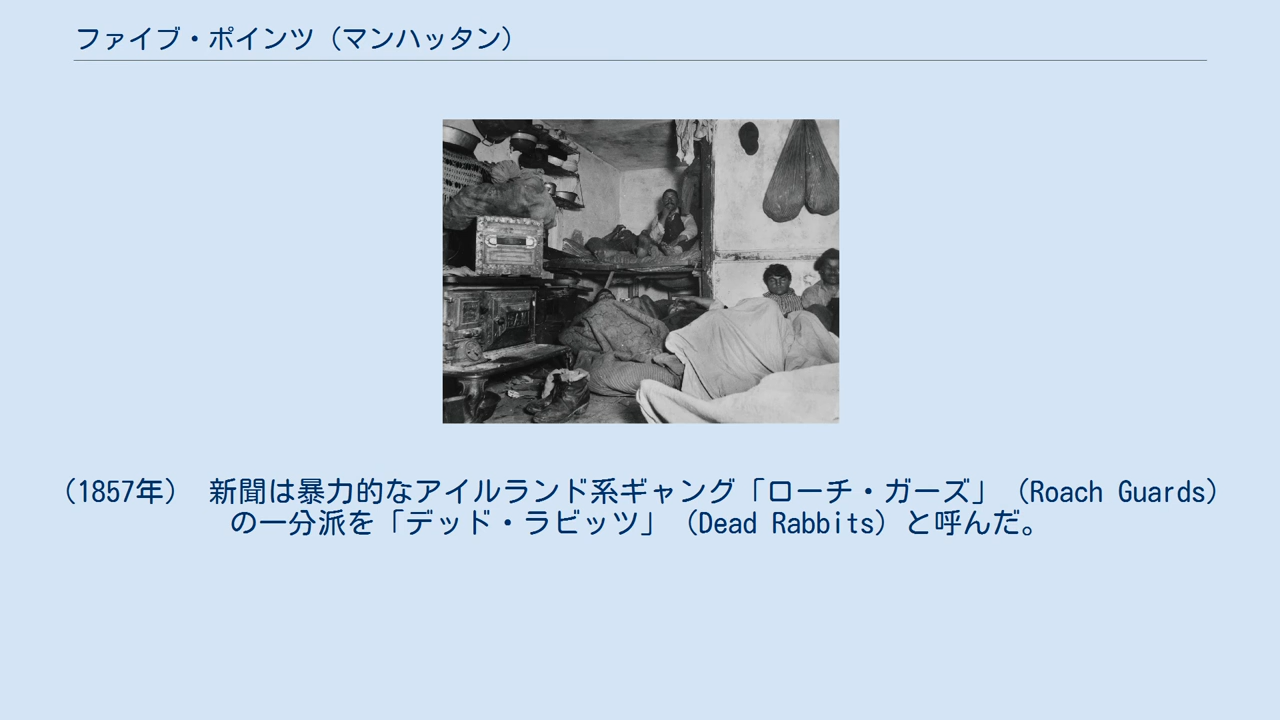 ファイブ・ポインツ（マンハッタン）
（1857年）　新聞は暴力的なアイルランド系ギャング「ローチ・ガーズ」（Roach Guards）
の一分派を「デッド・ラビッツ」（Dead Rabbits）と呼んだ。